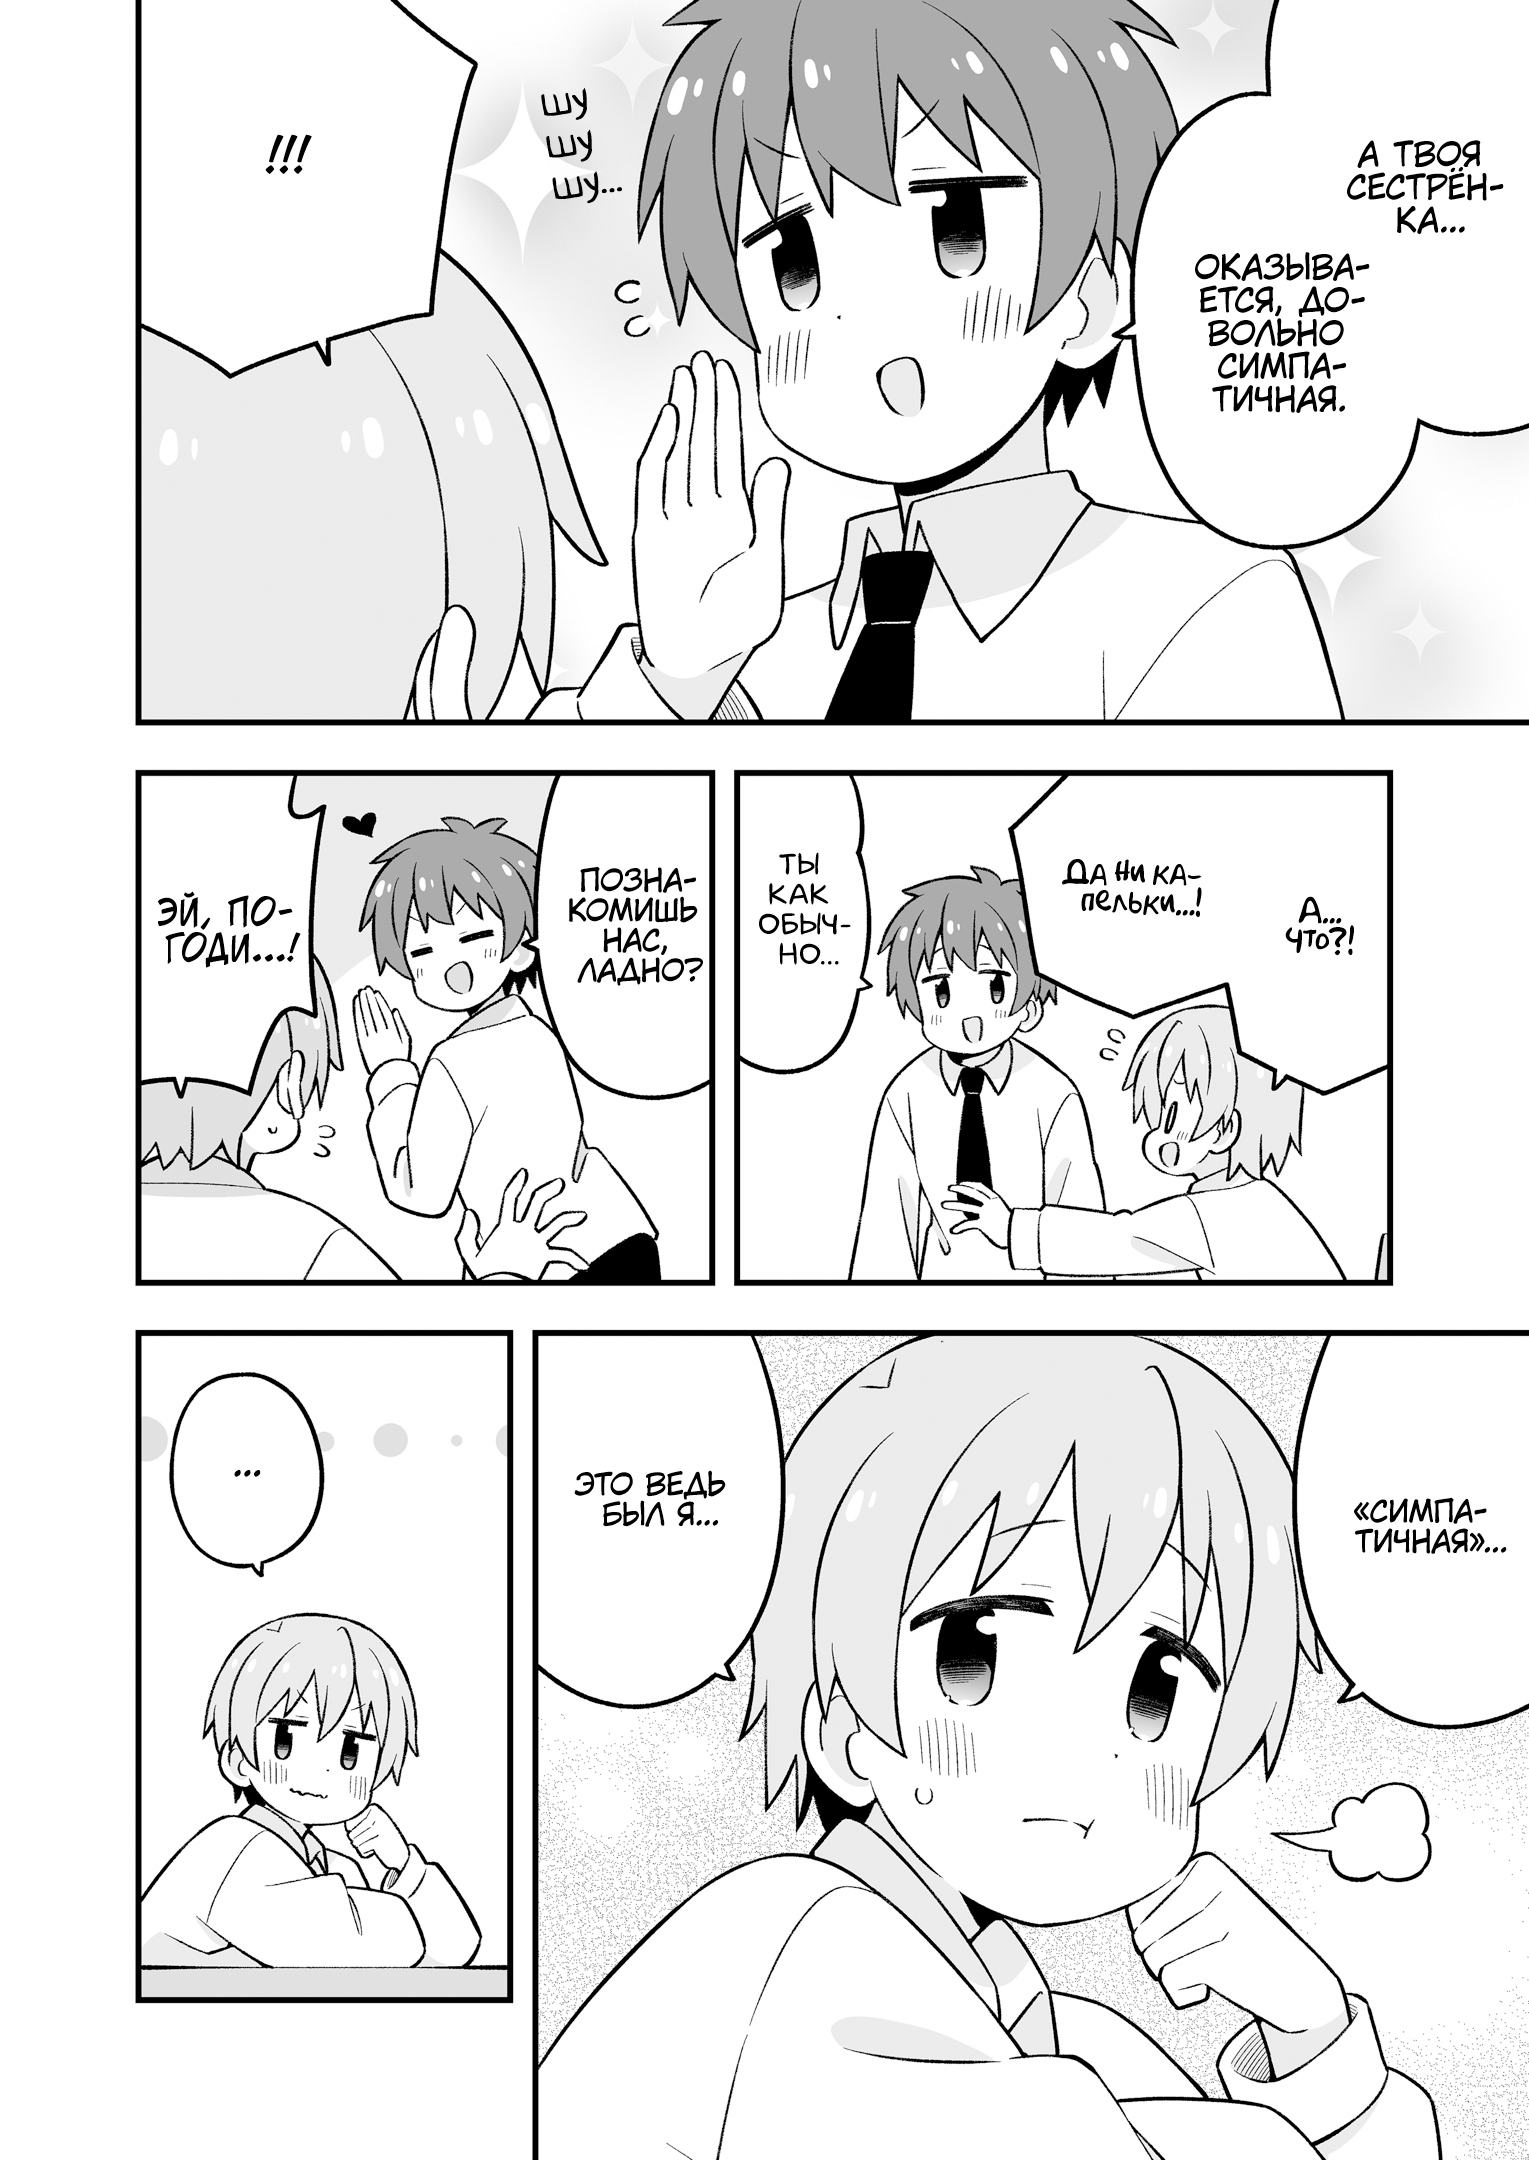 А ТВОЯ
СЕСТРЁН-
КА...
ОКАЗЫВА-
ЕТСЯ, ДО-
ВОЛЬНО
СИМПА-
ТИЧНАЯ.
ШУ
ШУ
ШУ...
!!!
А...
ЧТО?!
ДА НИ КА-
ПЕЛЬКИ...!
ТЫ
КАК
ОБЫЧ-
НО...
ПОЗНА-
КОМИШЬ
НАС,
ЛАДНО?
ЭЙ, ПО-
ГОДИ...!
«СИМПА-
ТИЧНАЯ»...
ЭТО ВЕДЬ
БЫЛ Я...
...